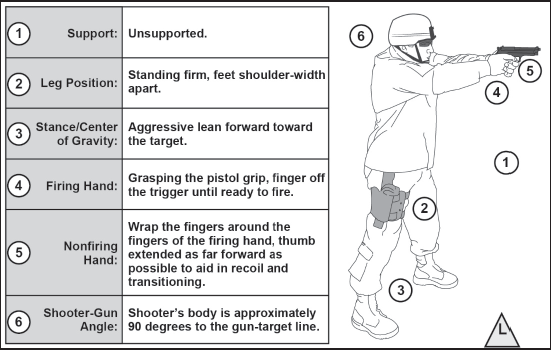 1 Support: Unsupported.
2 Leg Position: Standing firm, feet shoulder-width
apart.
3 Stance/Center
of Gravity: Aggressive lean forward toward
the target.
4 Firing Hand: Grasping the pistol grip, finger off
the trigger until ready to fire.
5 Nonfiring
Hand: Wrap the fingers around the
fingers of the firing hand, thumb
extended as far forward as
possible to aid in recoil and
transitioning.
6 Shooter-Gun
Angle: Shooter's body is approximately
90 degrees to the gun-target line.
6
5
4
1
2
3
L